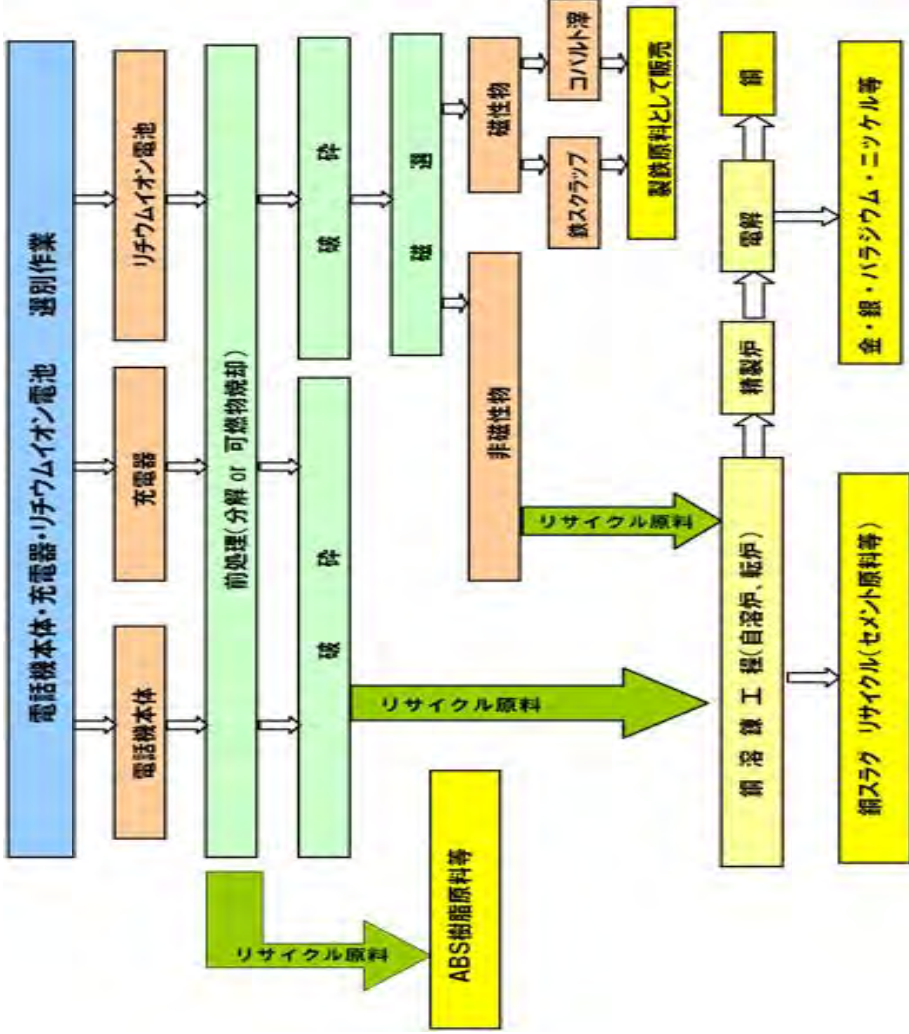 電話機本体・充電器・リチウムイオン電池　選別作業
電話機本体
充電器
リチウムイオン電池
前処理(分解 or 可燃物焼却)
破　砕
破　砕
磁　選
非磁性物
磁性物
鉄スクラップ
コバルト滓
製鉄原料として販売
リサイクル原料
リサイクル原料
リサイクル原料
ABS樹脂原料等
銅 溶 錬 工 程(自溶炉、転炉)
精製炉
電解
銅
銅スラグ　リサイクル(セメント原料等)
金・銀・パラジウム・ニッケル等